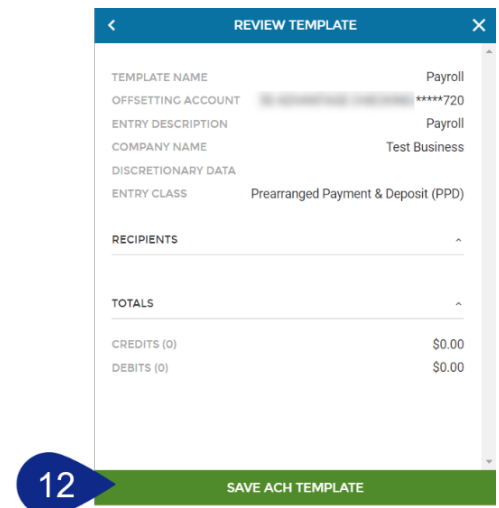 REVIEW TEMPLATE
TEMPLATE NAME Payroll
OFFSETTING ACCOUNT *****720
ENTRY DESCRIPTION Payroll
COMPANY NAME Test Business
DISCRETIONARY DATA
ENTRY CLASS Prearranged Payment & Deposit (PPD)
RECIPIENTS
TOTALS
CREDITS (0) $0.00
DEBITS (0) $0.00
12 SAVE ACH TEMPLATE